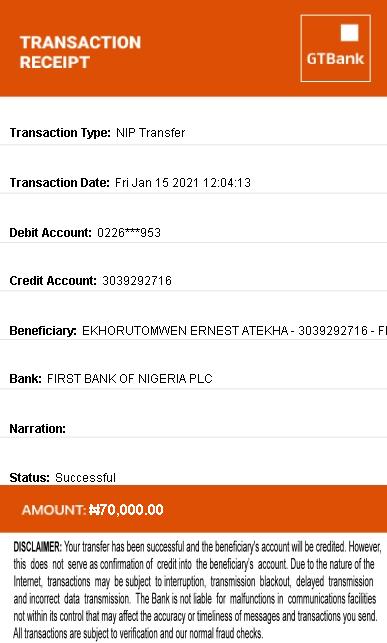 TRANSACTION
RECEIPT
GTBank
Transaction Type: NIP Transfer
Transaction Date: Fri Jan 15 2021 12:04:13
Debit Account: 0226***953
Credit Account: 3039292716
Beneficiary: EKHORUTOMWEN ERNEST ATEKHA - 3039292716 - FI
Bank: FIRST BANK OF NIGERIA PLC
Narration:
Status: Successful
AMOUNT: ₦70,000.00
DISCLAIMER: Your transfer has been successful and the beneficiary's account will be credited. However,
this does not serve as confirmation of credit into the beneficiary's account. Due to the nature of the
Internet, transactions may be subject to interruption, transmission blackout, delayed transmission
and incorrect data transmission. The Bank is not liable for malfunctions in communications facilities
not within its control that may affect the accuracy or timeliness of messages and transactions you send.
All transactions are subject to verification and our normal fraud checks.